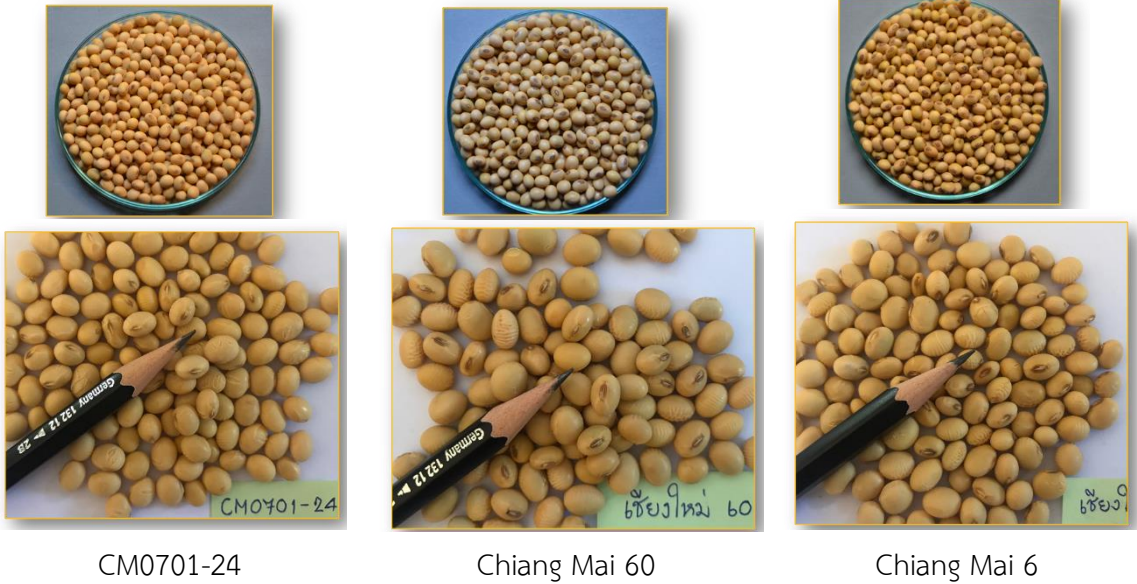 Germany 132 12 2B
CM0701-24
Germany 132 12
เชียงใหม่ 60
เชียงใ
CM0701-24
Chiang Mai 60
Chiang Mai 6